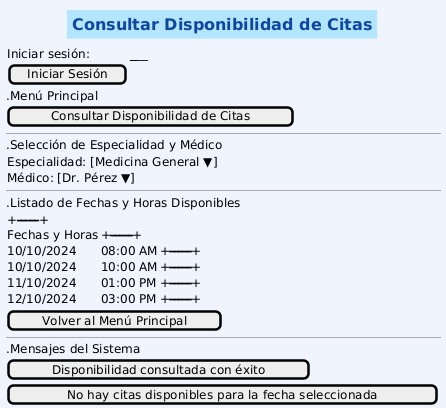 Consultar Disponibilidad de Citas
Iniciar sesión: ___
Iniciar Sesión
.Menú Principal
Consultar Disponibilidad de Citas
.Selección de Especialidad y Médico
Especialidad: [Medicina General ▼]
Médico: [Dr. Pérez ▼]
.Listado de Fechas y Horas Disponibles
+----+
Fechas y Horas +----+
10/10/2024 08:00 AM +----+
10/10/2024 10:00 AM +----+
11/10/2024 01:00 PM +----+
12/10/2024 03:00 PM +----+
Volver al Menú Principal
.Mensajes del Sistema
Disponibilidad consultada con éxito
No hay citas disponibles para la fecha seleccionada